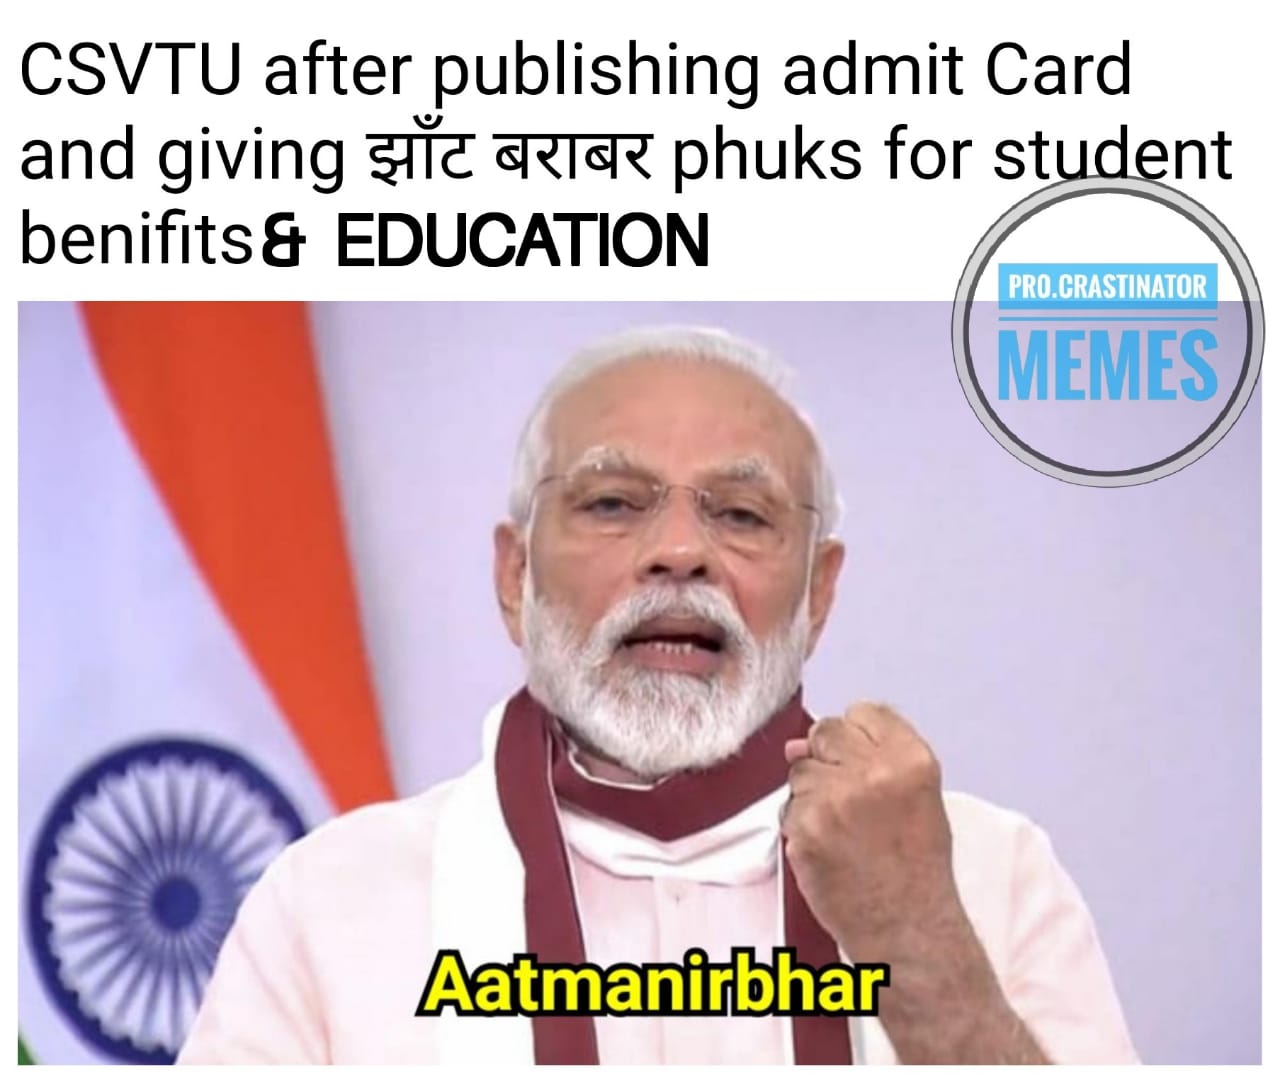 CSVTU after publishing admit Card
and giving झाँट बराबर phuks for student
benifits& EDUCATION
PRO.CRASTINATOR
MEMES
Aatmanirbhar